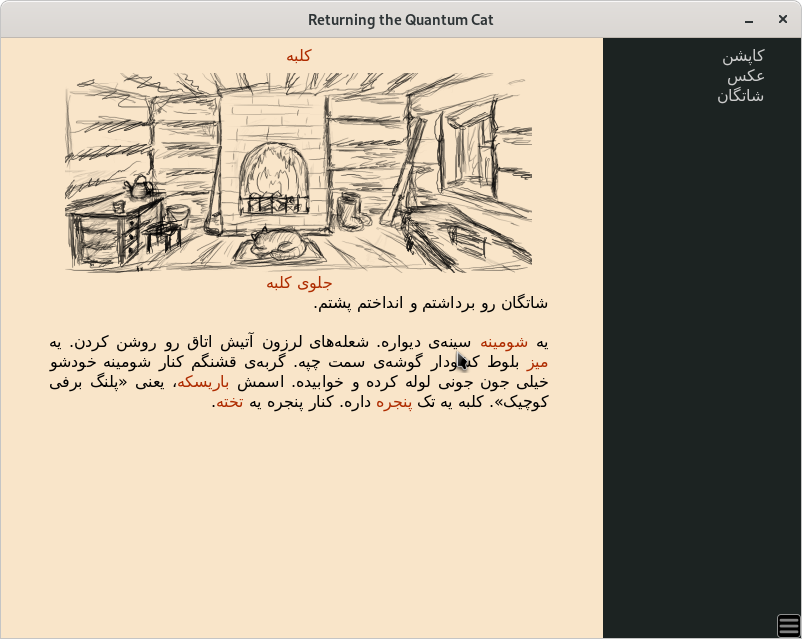 Returning the Quantum Cat
کلبه
جلوی کلبه
شاتگان رو برداشتم و انداختم پشتم.
یه شومینه سینه‌ی دیواره. شعله‌های لرزون آتیش اتاق رو روشن کردن. یه
میز بلوط کشودار گوشه‌ی سمت چپه. گربه‌ی قشنگم کنار شومینه خودشو
خیلی جون جونی لوله کرده و خوابیده. اسمش باریسکه، یعنی «پلنگ برفی
کوچیک». کلبه یه تک پنجره داره. کنار پنجره یه تخته.
کاپشن
عکس
شاتگان